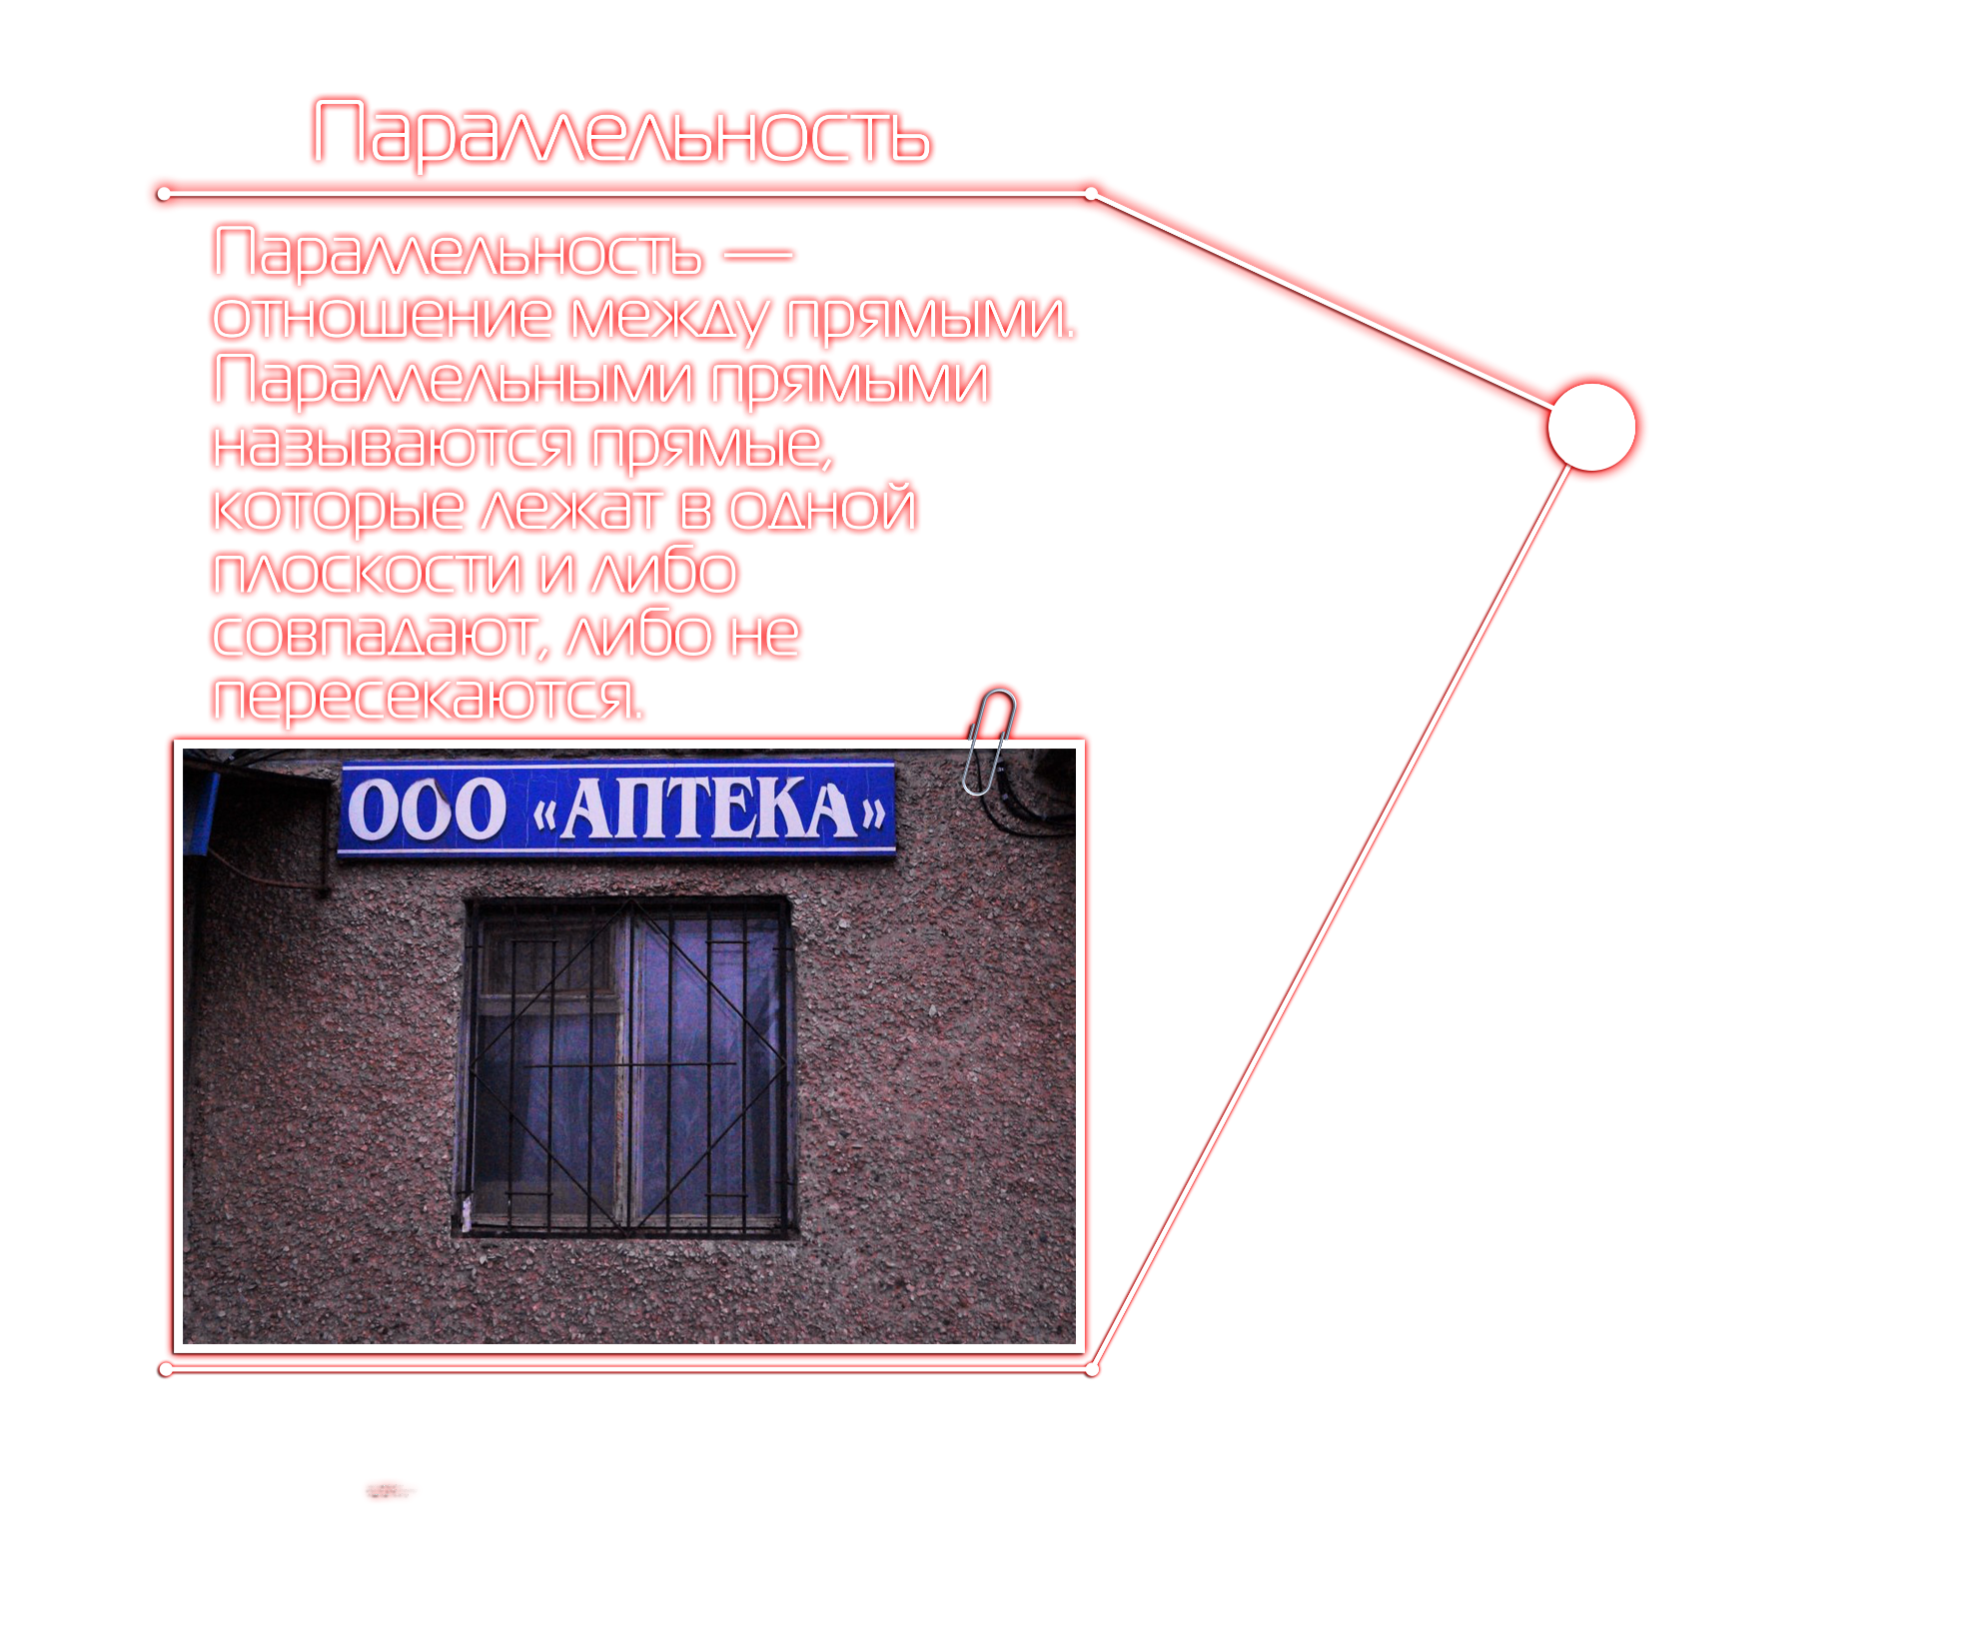 Параллельность
Параллельность —
отношение между прямыми.
Параллельными прямыми
называются прямые,
которые лежат в одной
плоскости и либо
совпадают, либо не
пересекаются.
ООО «АПТЕКА»